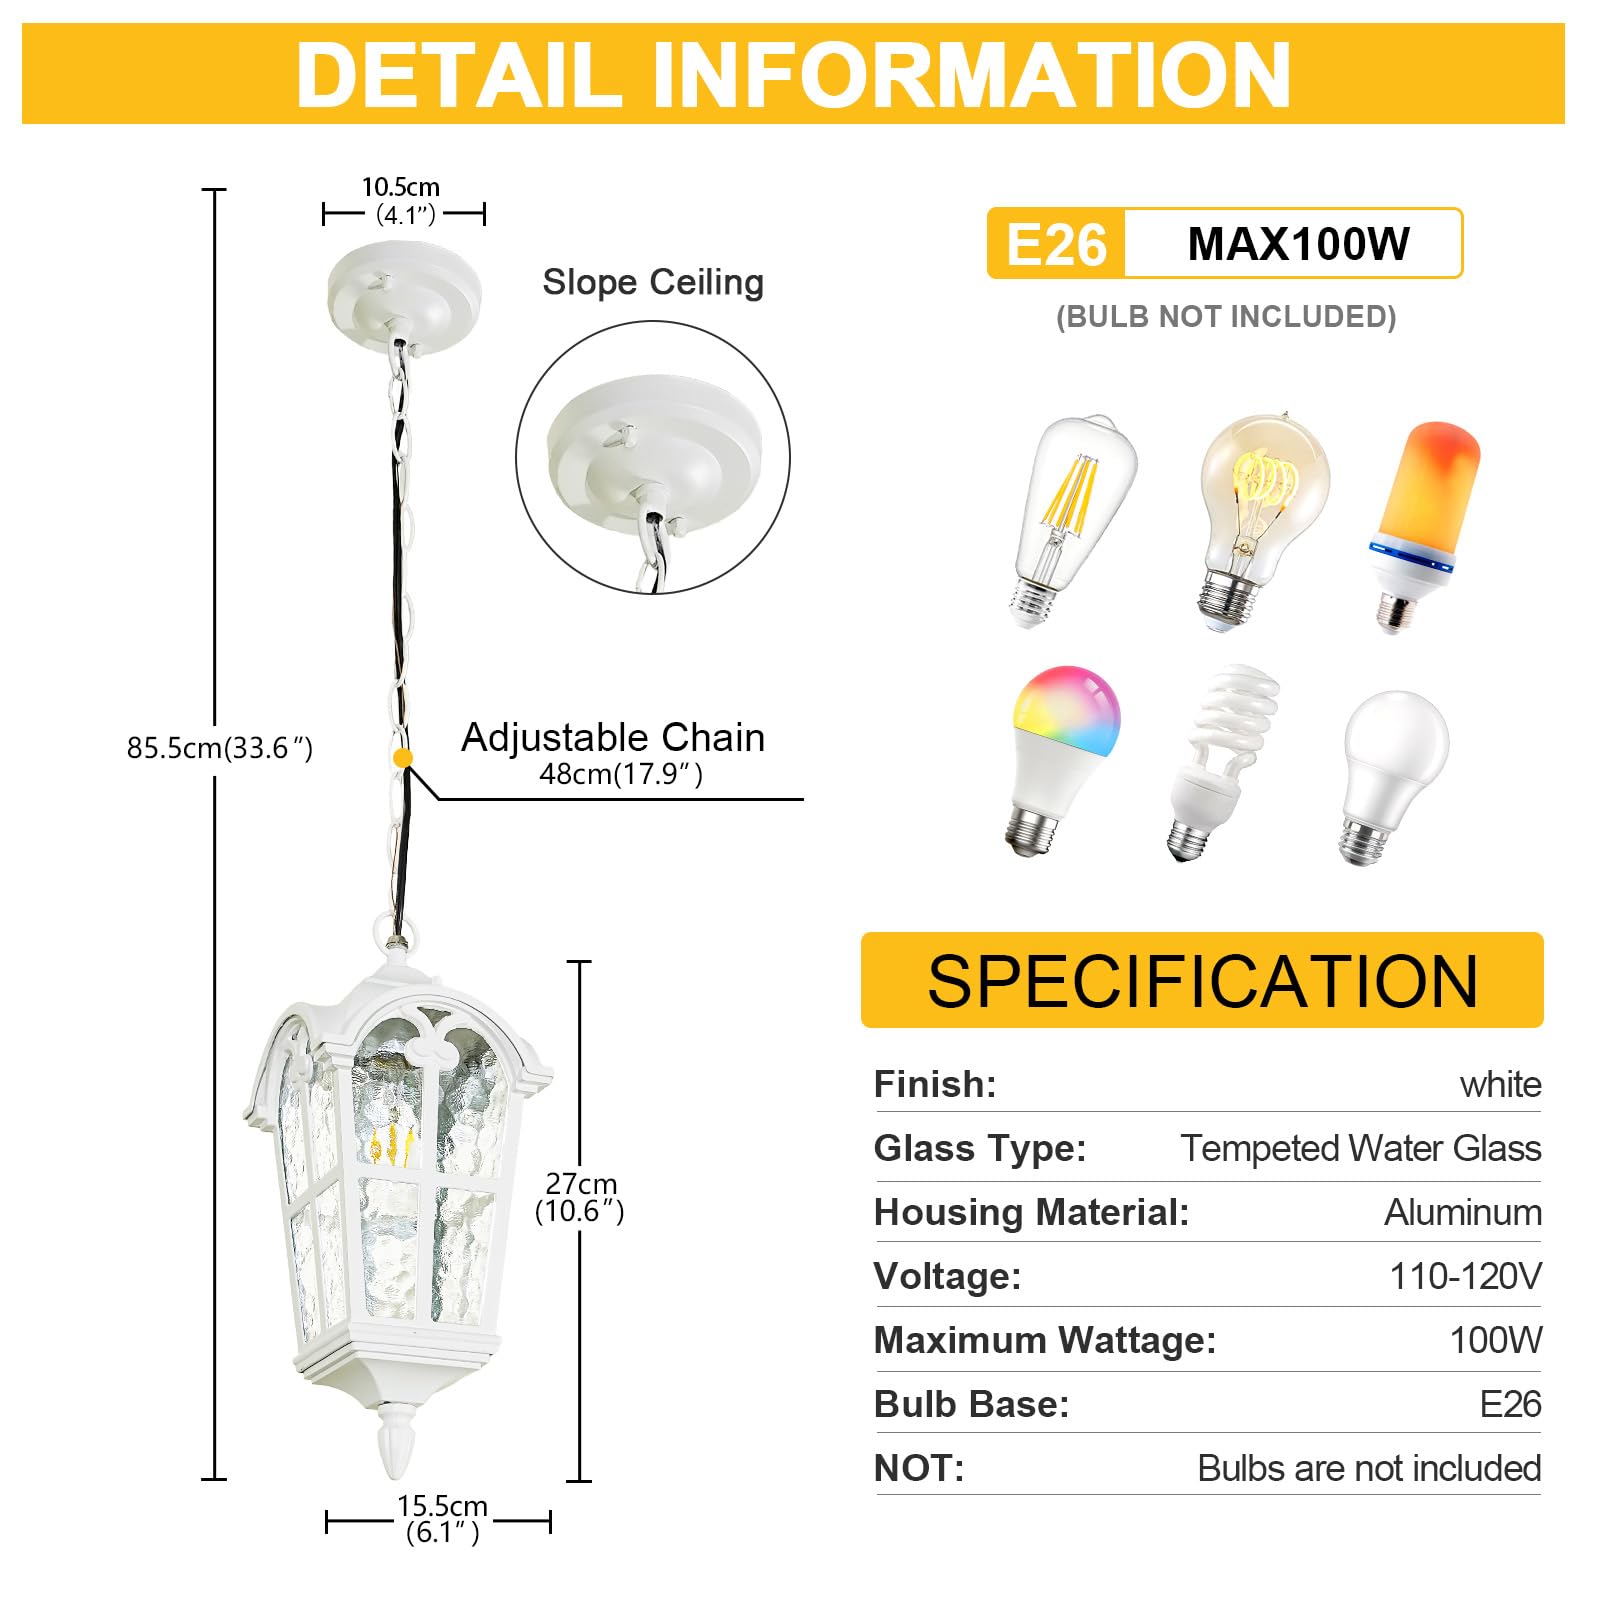 DETAIL INFORMATION
10.5cm
(4.1")
Slope Ceiling
85.5cm(33.6")
Adjustable Chain
48cm(17.9")
27cm
(10.6")
15.5cm
(6.1")
E26 MAX100W
(BULB NOT INCLUDED)
SPECIFICATION
Finish: white
Glass Type: Tempeted Water Glass
Housing Material: Aluminum
Voltage: 110-120V
Maximum Wattage: 100W
Bulb Base: E26
NOT: Bulbs are not included